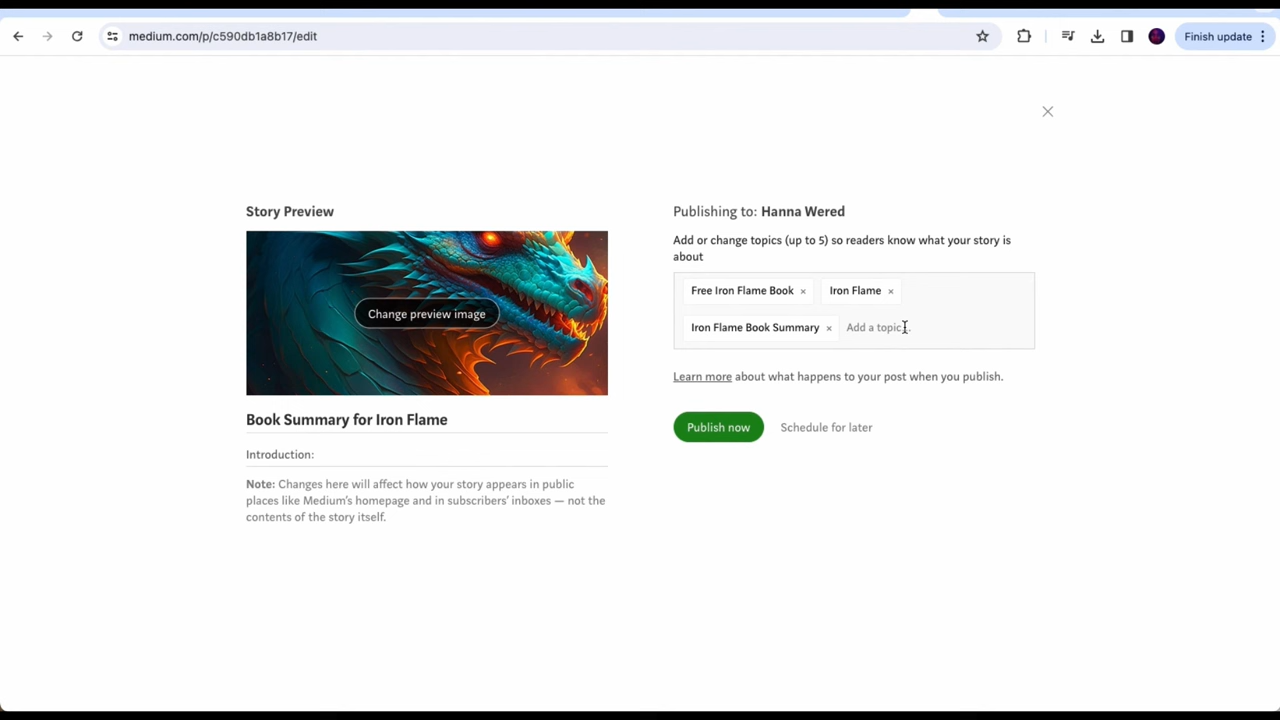 medium.com/p/c590db1a8b17/edit
Finish update
Story Preview
Change preview image
Book Summary for Iron Flame
Introduction:
Note: Changes here will affect how your story appears in public
places like Medium's homepage and in subscribers' inboxes — not the
contents of the story itself.
Publishing to: Hanna Wered
Add or change topics (up to 5) so readers know what your story is
about
Free Iron Flame Book × Iron Flame ×
Iron Flame Book Summary × Add a topic...
Learn more about what happens to your post when you publish.
Publish now Schedule for later